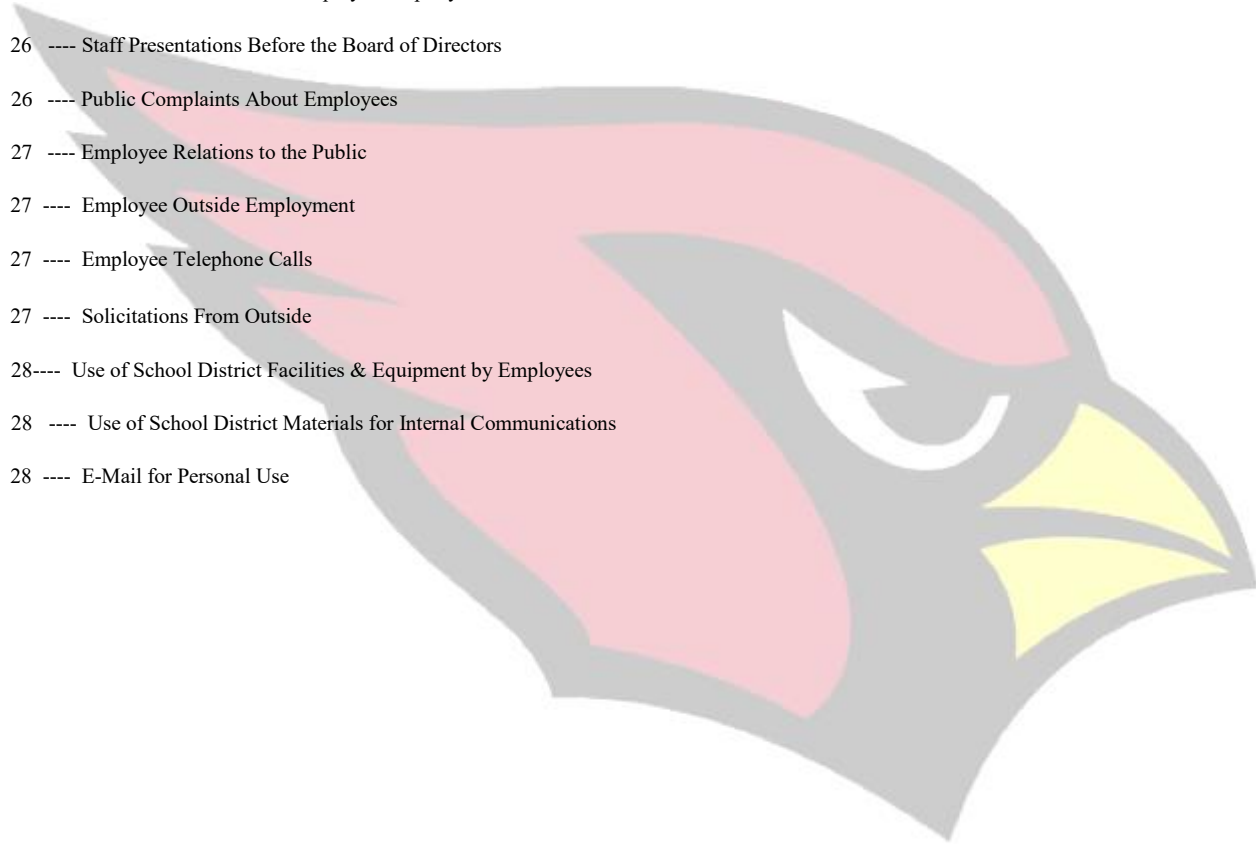 26 ---- Staff Presentations Before the Board of Directors
26 ---- Public Complaints About Employees
27 ---- Employee Relations to the Public
27 ---- Employee Outside Employment
27 ---- Employee Telephone Calls
27 ---- Solicitations From Outside
28---- Use of School District Facilities & Equipment by Employees
28 ---- Use of School District Materials for Internal Communications
28 ---- E-Mail for Personal Use